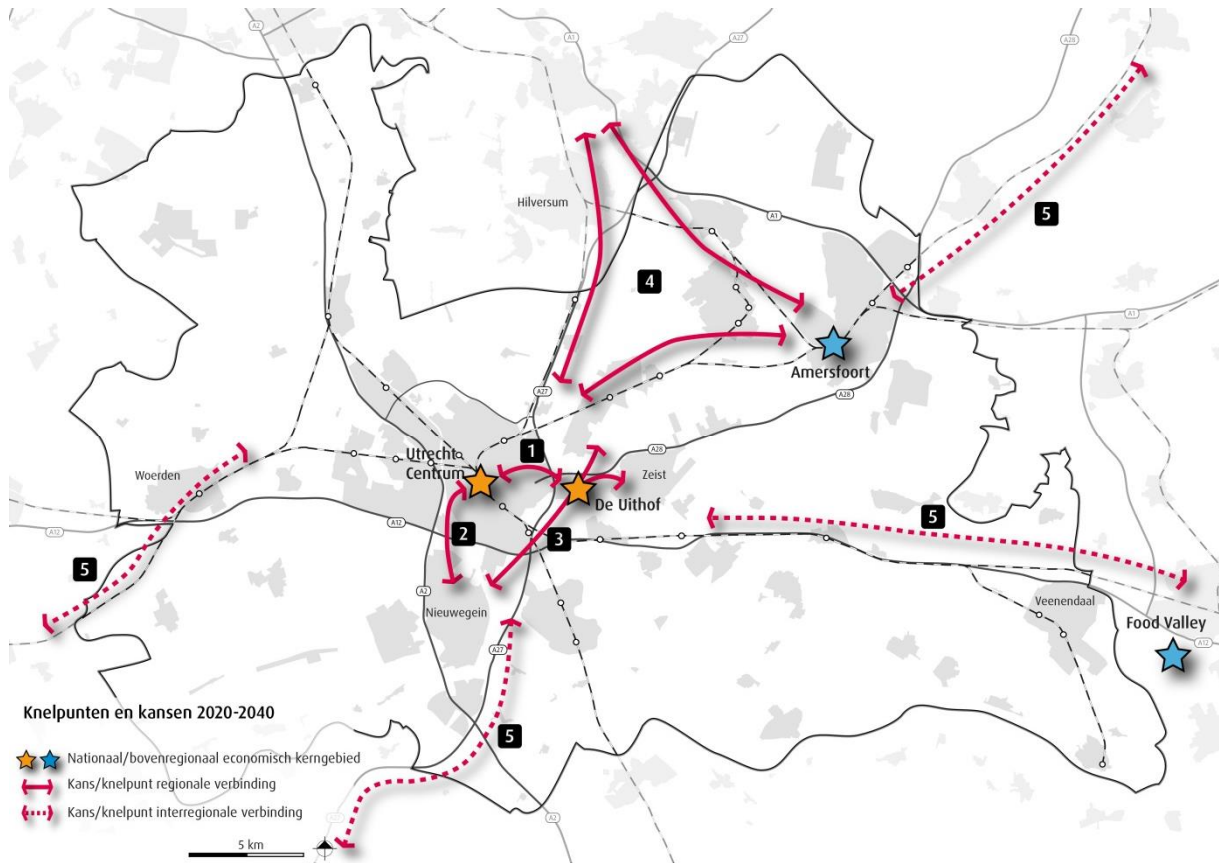 A2
A1
A27
A28
Hilversum
A1
5
4
A1
Amersfoort
A27
A28
Utrecht
Centrum
1
A28
Zeist
Woerden
De Uithof
5
A12
A12
2
3
5
Nieuwegein
A2
Veenendaal
Food Valley
A12
A27
5
Knelpunten en kansen 2020-2040
Nationaal/bovenregionaal economisch kerngebied
Kans/knelpunt regionale verbinding
Kans/knelpunt interregionale verbinding
A2
5 km